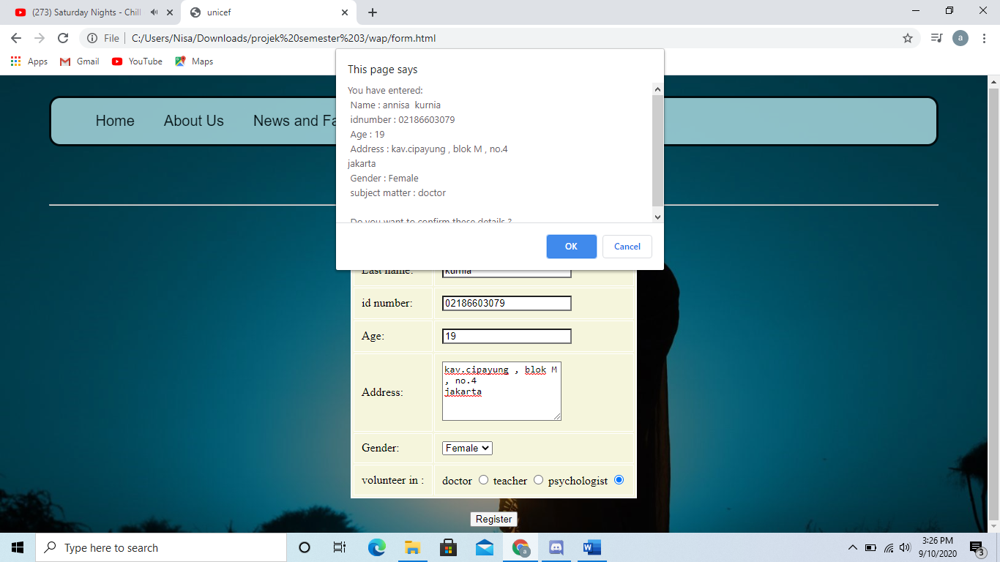 (273) Saturday Nights - Chill
unicef
File
C:/Users/Nisa/Downloads/projek%20semester%203/wap/form.html
a
Apps
Gmail
YouTube
Maps
This page says
You have entered:
Name : annisa kurnia
idnumber : 02186603079
Age : 19
Address : kav.cipayung , blok M , no.4
jakarta
Gender : Female
subject matter : doctor
Do you want to confirm these details ?
OK
Cancel
Home
About Us
News and Fa
Last name:
kurnia
id number:
02186603079
Age:
19
Address:
kav.cipayung , blok M
, no.4
jakarta
Gender:
Female
volunteer in :
doctor
teacher
psychologist
Register
Type here to search
a
W
3:26 PM
9/10/2020
3